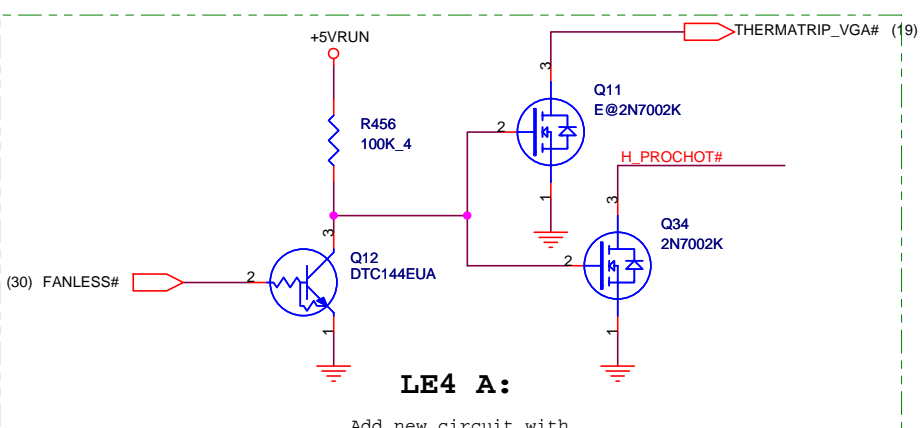 +5VRUN
THERMATRIP_VGA# (19)
3
Q11
E@2N7002K
R456
100K_4
2
H_PROCHOT#
1
3
3
Q34
2N7002K
Q12
DTC144EUA
2
(30) FANLESS#
2
1
1
LE4 A:
Add new circuit with